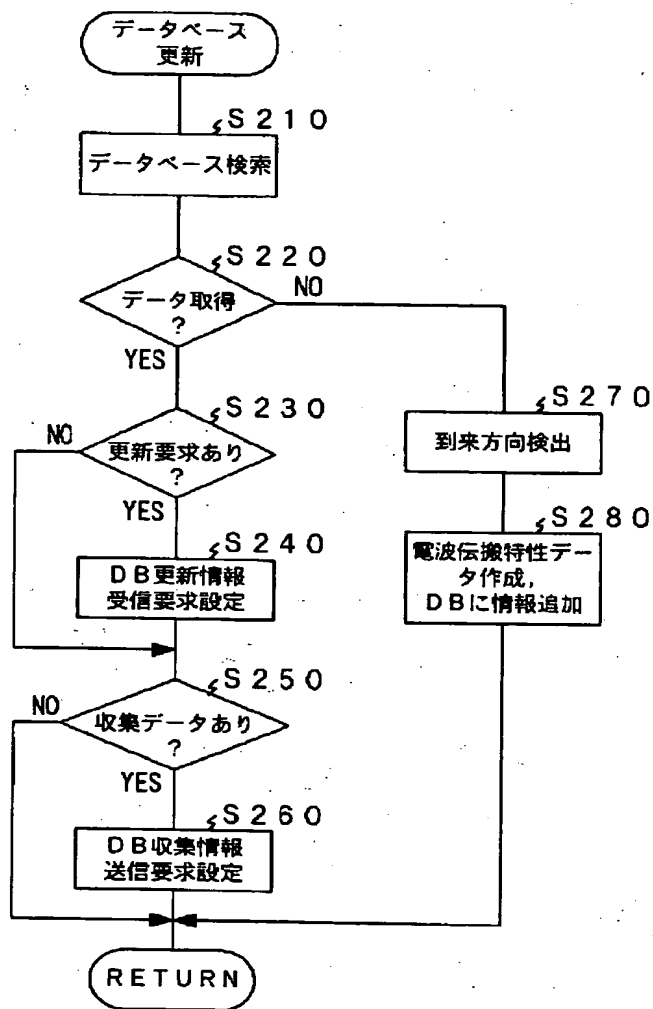 データベース
更新
S210
データベース検索
S220
データ取得
?
NO
YES
S230
更新要求あり
?
NO
YES
S240
DB更新情報
受信要求設定
S270
到来方向検出
S280
電波伝搬特性デー
タ作成,
DBに情報追加
S250
収集データあり
?
NO
YES
S260
DB収集情報
送信要求設定
RETURN